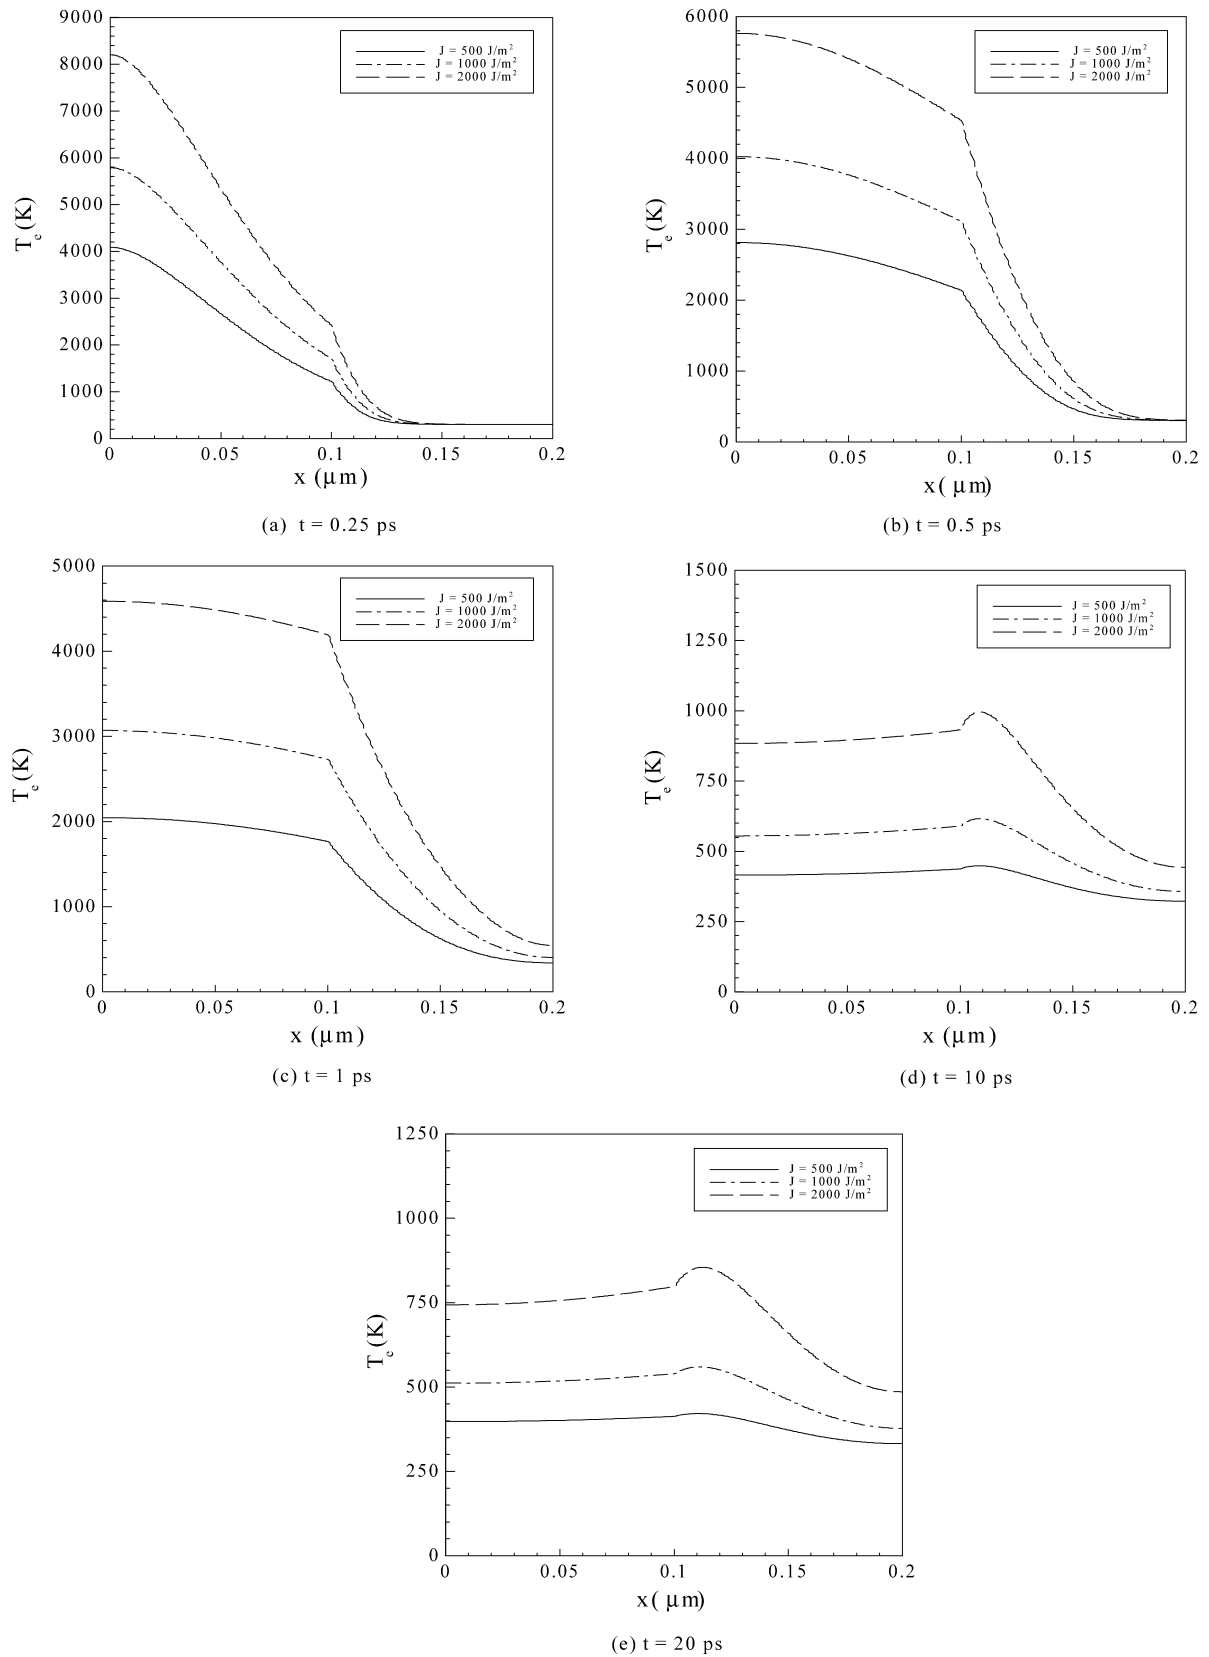 9000
8000
7000
6000
5000
4000
3000
2000
1000
0
T_e (K)
J = 500 J/m²
J = 1000 J/m²
J = 2000 J/m²
0 0.05 0.1 0.15 0.2
x (μm)
(a) t = 0.25 ps
6000
5000
4000
3000
2000
1000
0
T_e (K)
J = 500 J/m²
J = 1000 J/m²
J = 2000 J/m²
0 0.05 0.1 0.15 0.2
x ( μm)
(b) t = 0.5 ps
5000
4000
3000
2000
1000
0
T_e (K)
J = 500 J/m²
J = 1000 J/m²
J = 2000 J/m²
0 0.05 0.1 0.15 0.2
x (μm)
(c) t = 1 ps
1500
1250
1000
750
500
250
0
T_e (K)
J = 500 J/m²
J = 1000 J/m²
J = 2000 J/m²
0 0.05 0.1 0.15 0.2
x (μm)
(d) t = 10 ps
1250
1000
750
500
250
0
T_e (K)
J = 500 J/m²
J = 1000 J/m²
J = 2000 J/m²
0 0.05 0.1 0.15 0.2
x ( μm)
(e) t = 20 ps